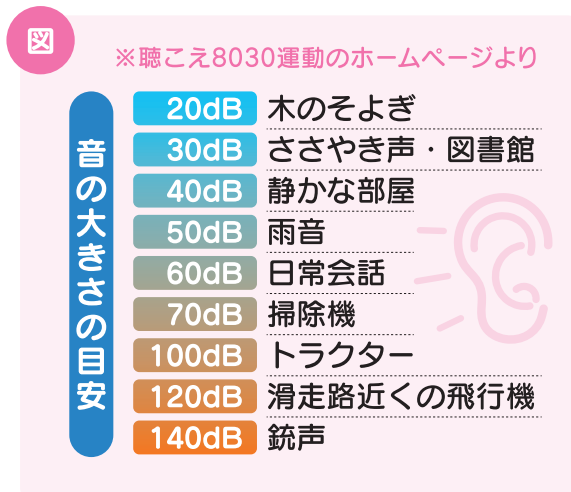 図
※聴こえ8030運動のホームページより
音の大きさの目安
20dB 木のそよぎ
30dB ささやき声・図書館
40dB 静かな部屋
50dB 雨音
60dB 日常会話
70dB 掃除機
100dB トラクター
120dB 滑走路近くの飛行機
140dB 銃声